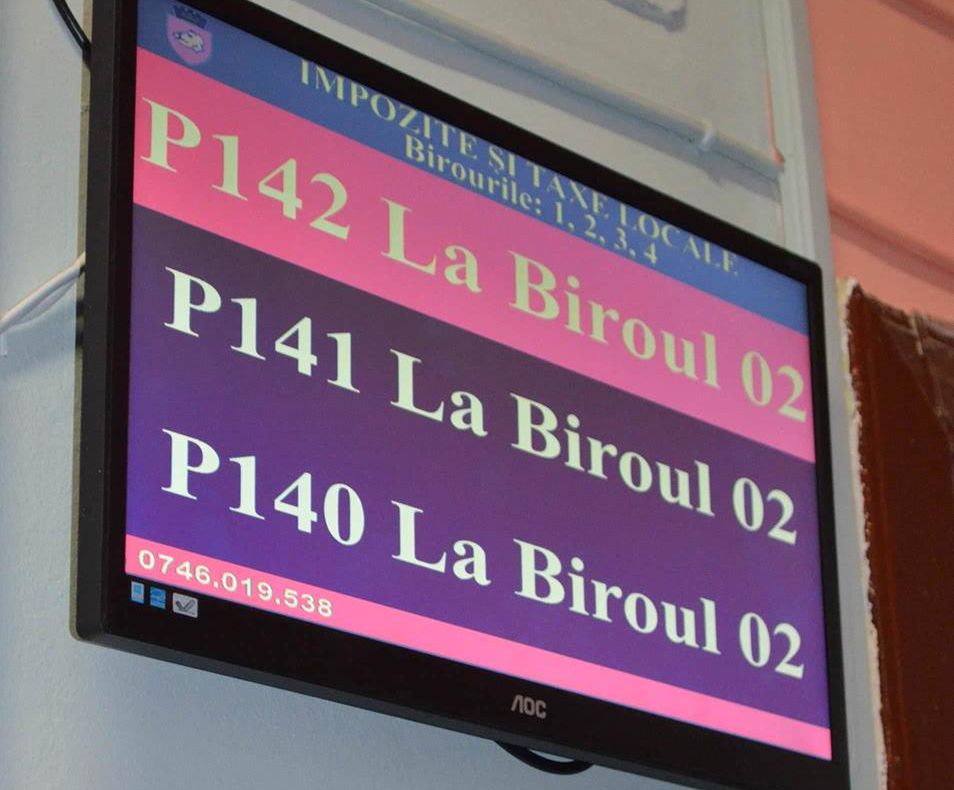 IMPOZITE ȘI TAXE LOCALE
Birourile: 1, 2, 3, 4
P142 La Biroul 02
P141 La Biroul 02
P140 La Biroul 02
0746.019.538
AOC